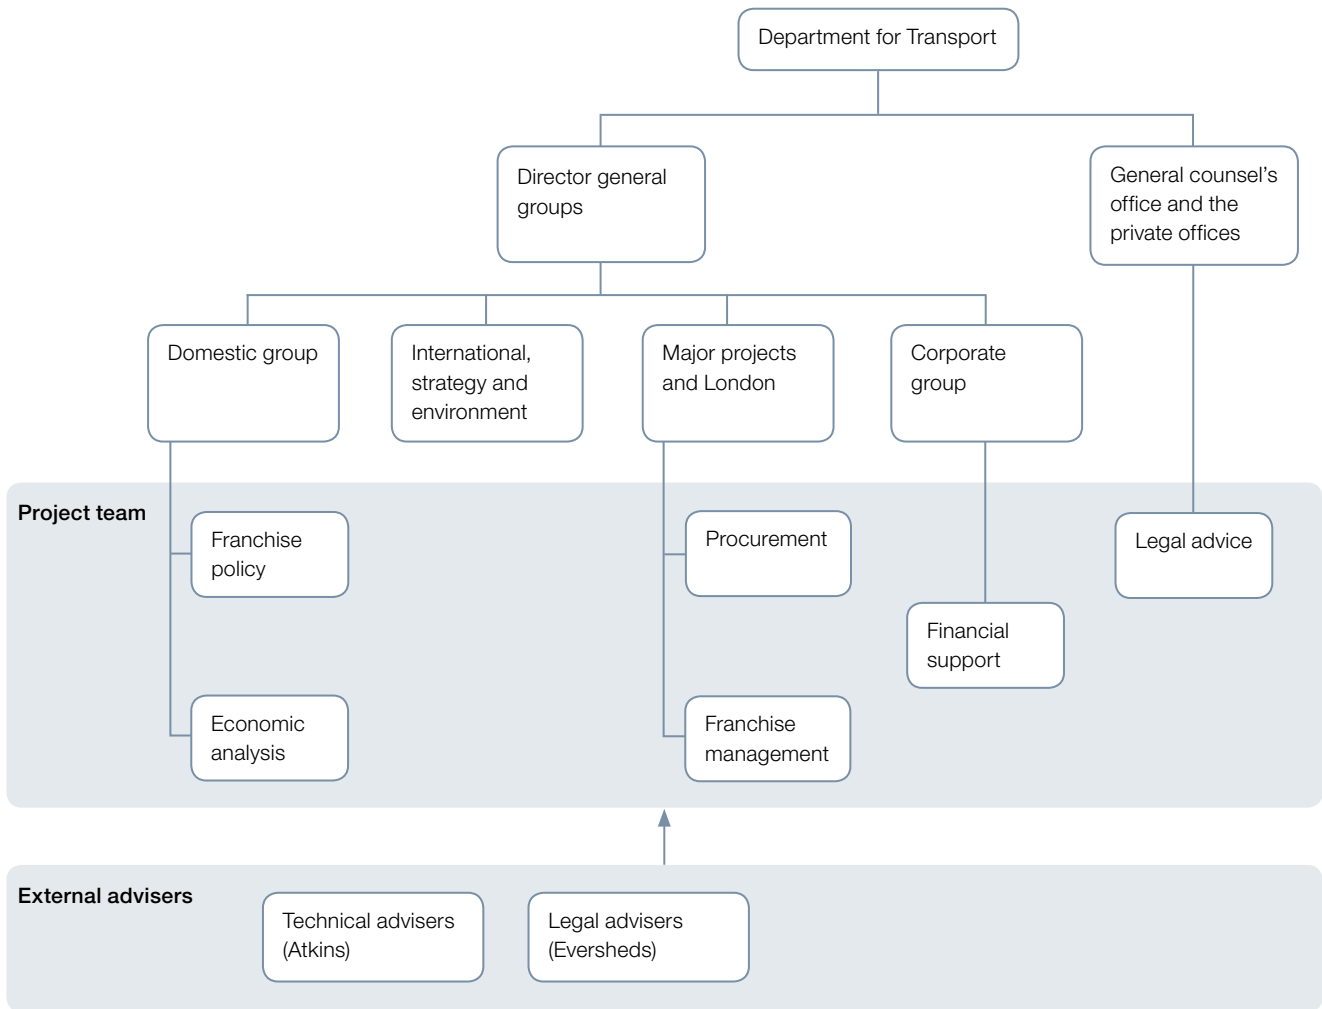 Department for Transport
Director general
groups
General counsel's
office and the
private offices
Domestic group
International,
strategy and
environment
Major projects
and London
Corporate
group
Project team
Franchise
policy
Procurement
Legal advice
Financial
support
Economic
analysis
Franchise
management
External advisers
Technical advisers
(Atkins)
Legal advisers
(Eversheds)